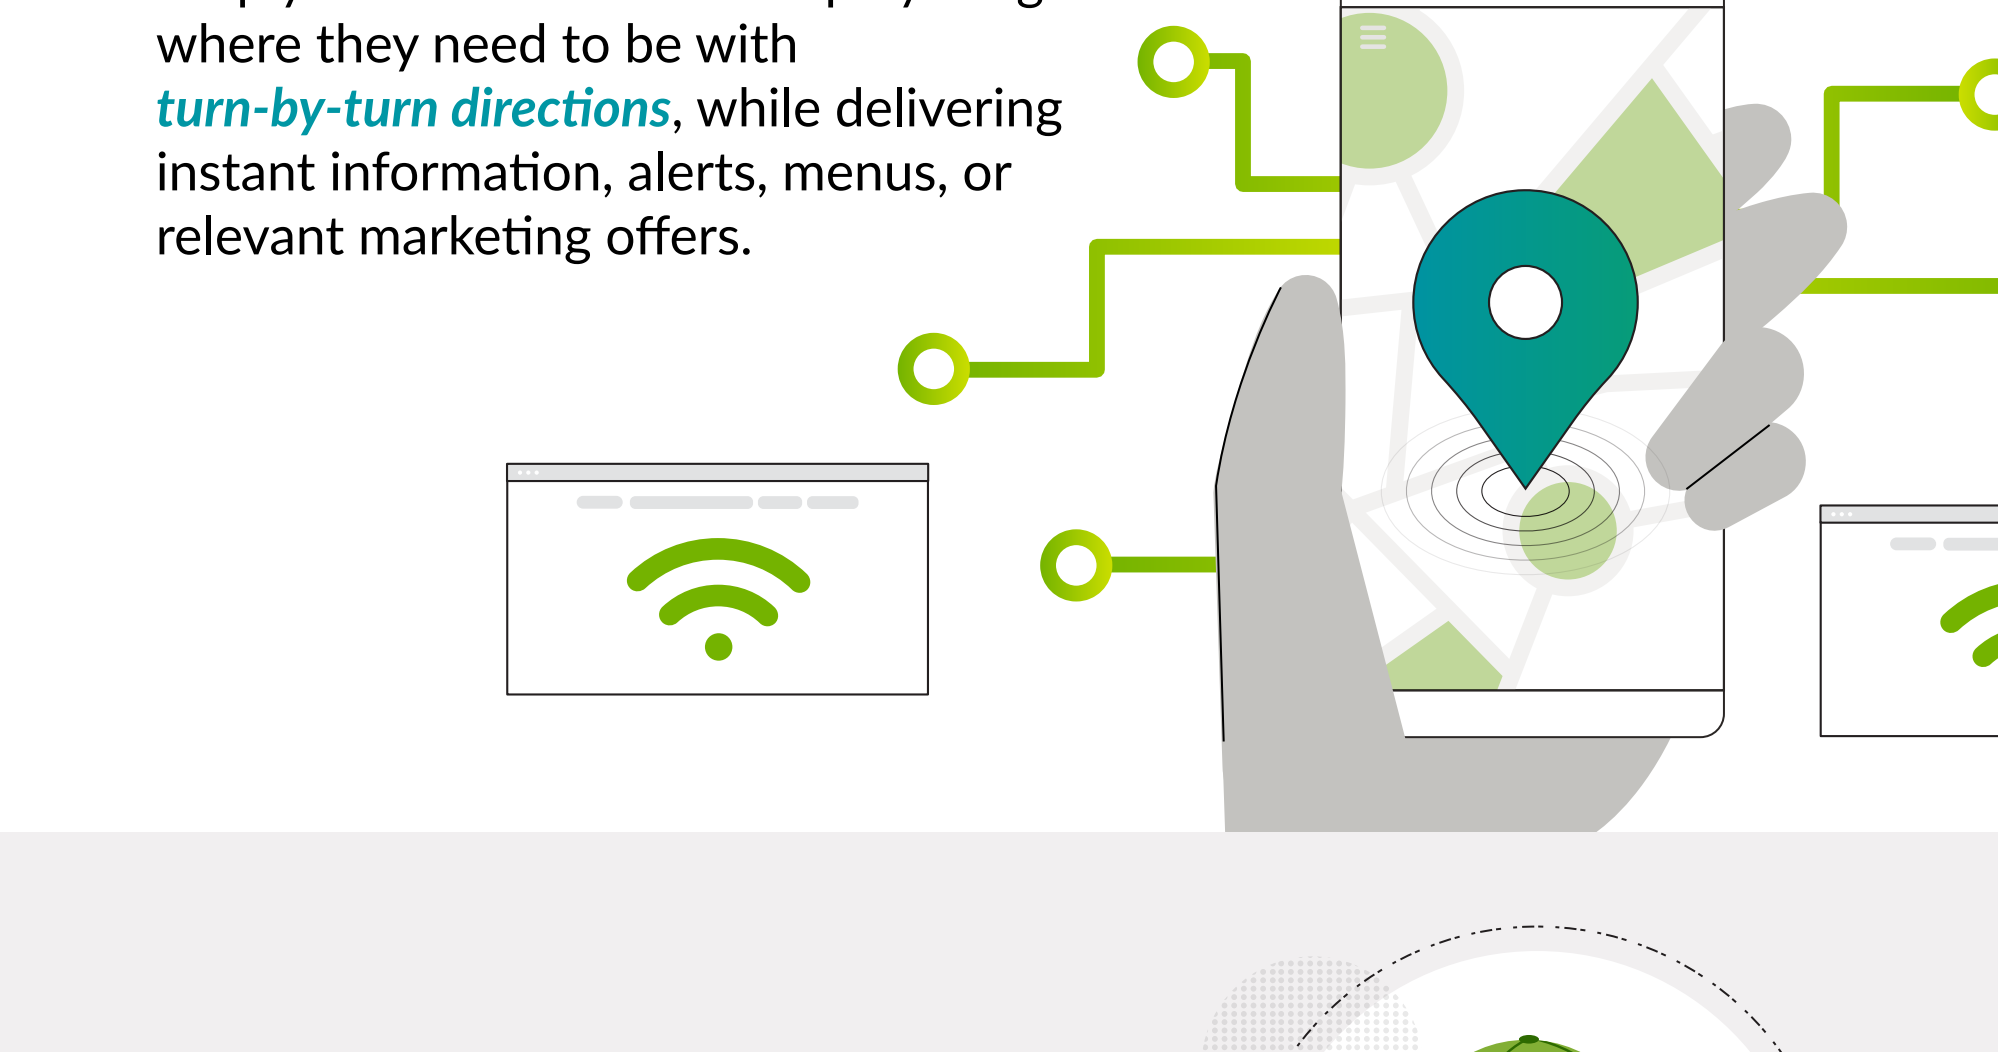 where they need to be with
turn-by-turn directions, while delivering
instant information, alerts, menus, or
relevant marketing offers.